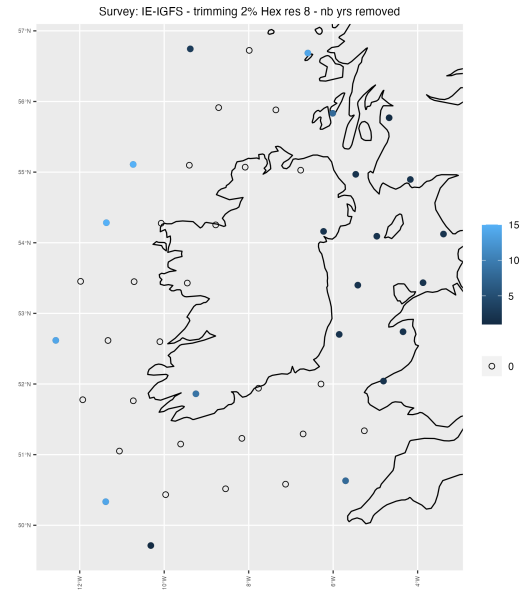 Survey: IE-IGFS - trimming 2% Hex res 8 - nb yrs removed
57°N
56°N
55°N
54°N
53°N
52°N
51°N
50°N
12°W
10°W
8°W
6°W
4°W
15
10
5
0